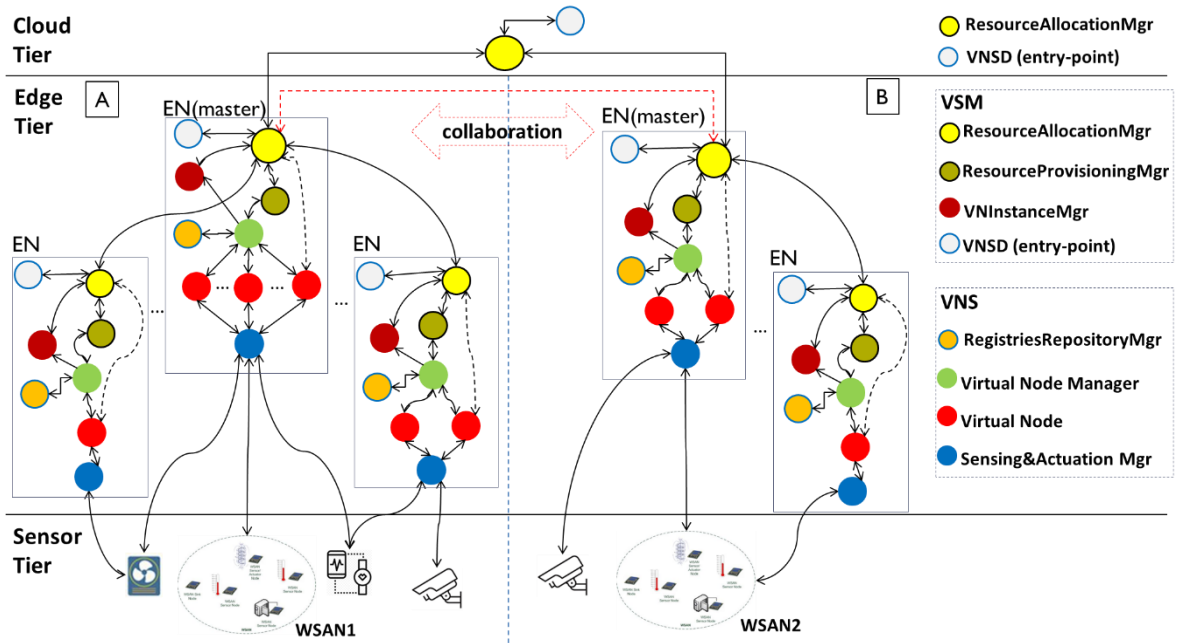 Cloud
Tier
ResourceAllocationMgr
VNSD (entry-point)
Edge
Tier
A
B
EN(master)
collaboration
EN(master)
VSM
ResourceAllocationMgr
ResourceProvisioningMgr
VNInstanceMgr
VNSD (entry-point)
EN
EN
EN
...
...
...
...
...
VNS
RegistriesRepositoryMgr
Virtual Node Manager
Virtual Node
Sensing&Actuation Mgr
Sensor
Tier
WSAN1
WSAN2